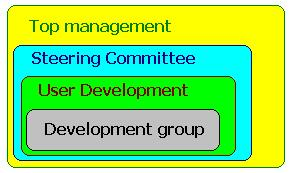 Top management
Steering Committee
User Development
Development group